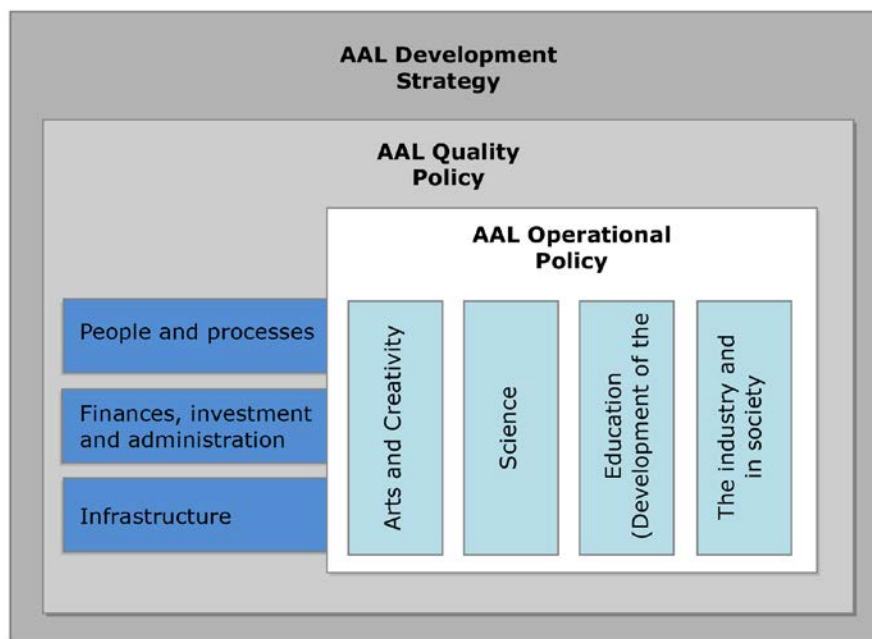 AAL Development
Strategy
AAL Quality
Policy
AAL Operational
Policy
People and processes
Finances, investment
and administration
Infrastructure
Arts and Creativity
Science
Education
(Development of the
The industry and
in society